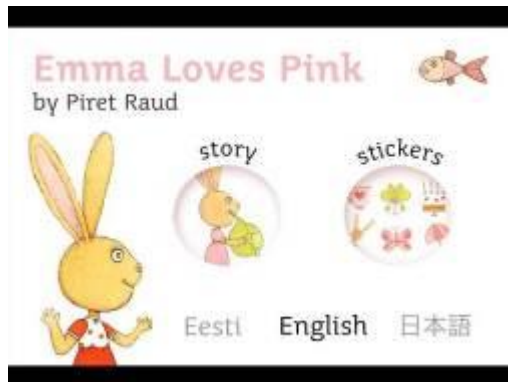 Emma Loves Pink
by Piret Raud
story
stickers
Eesti English 日本語